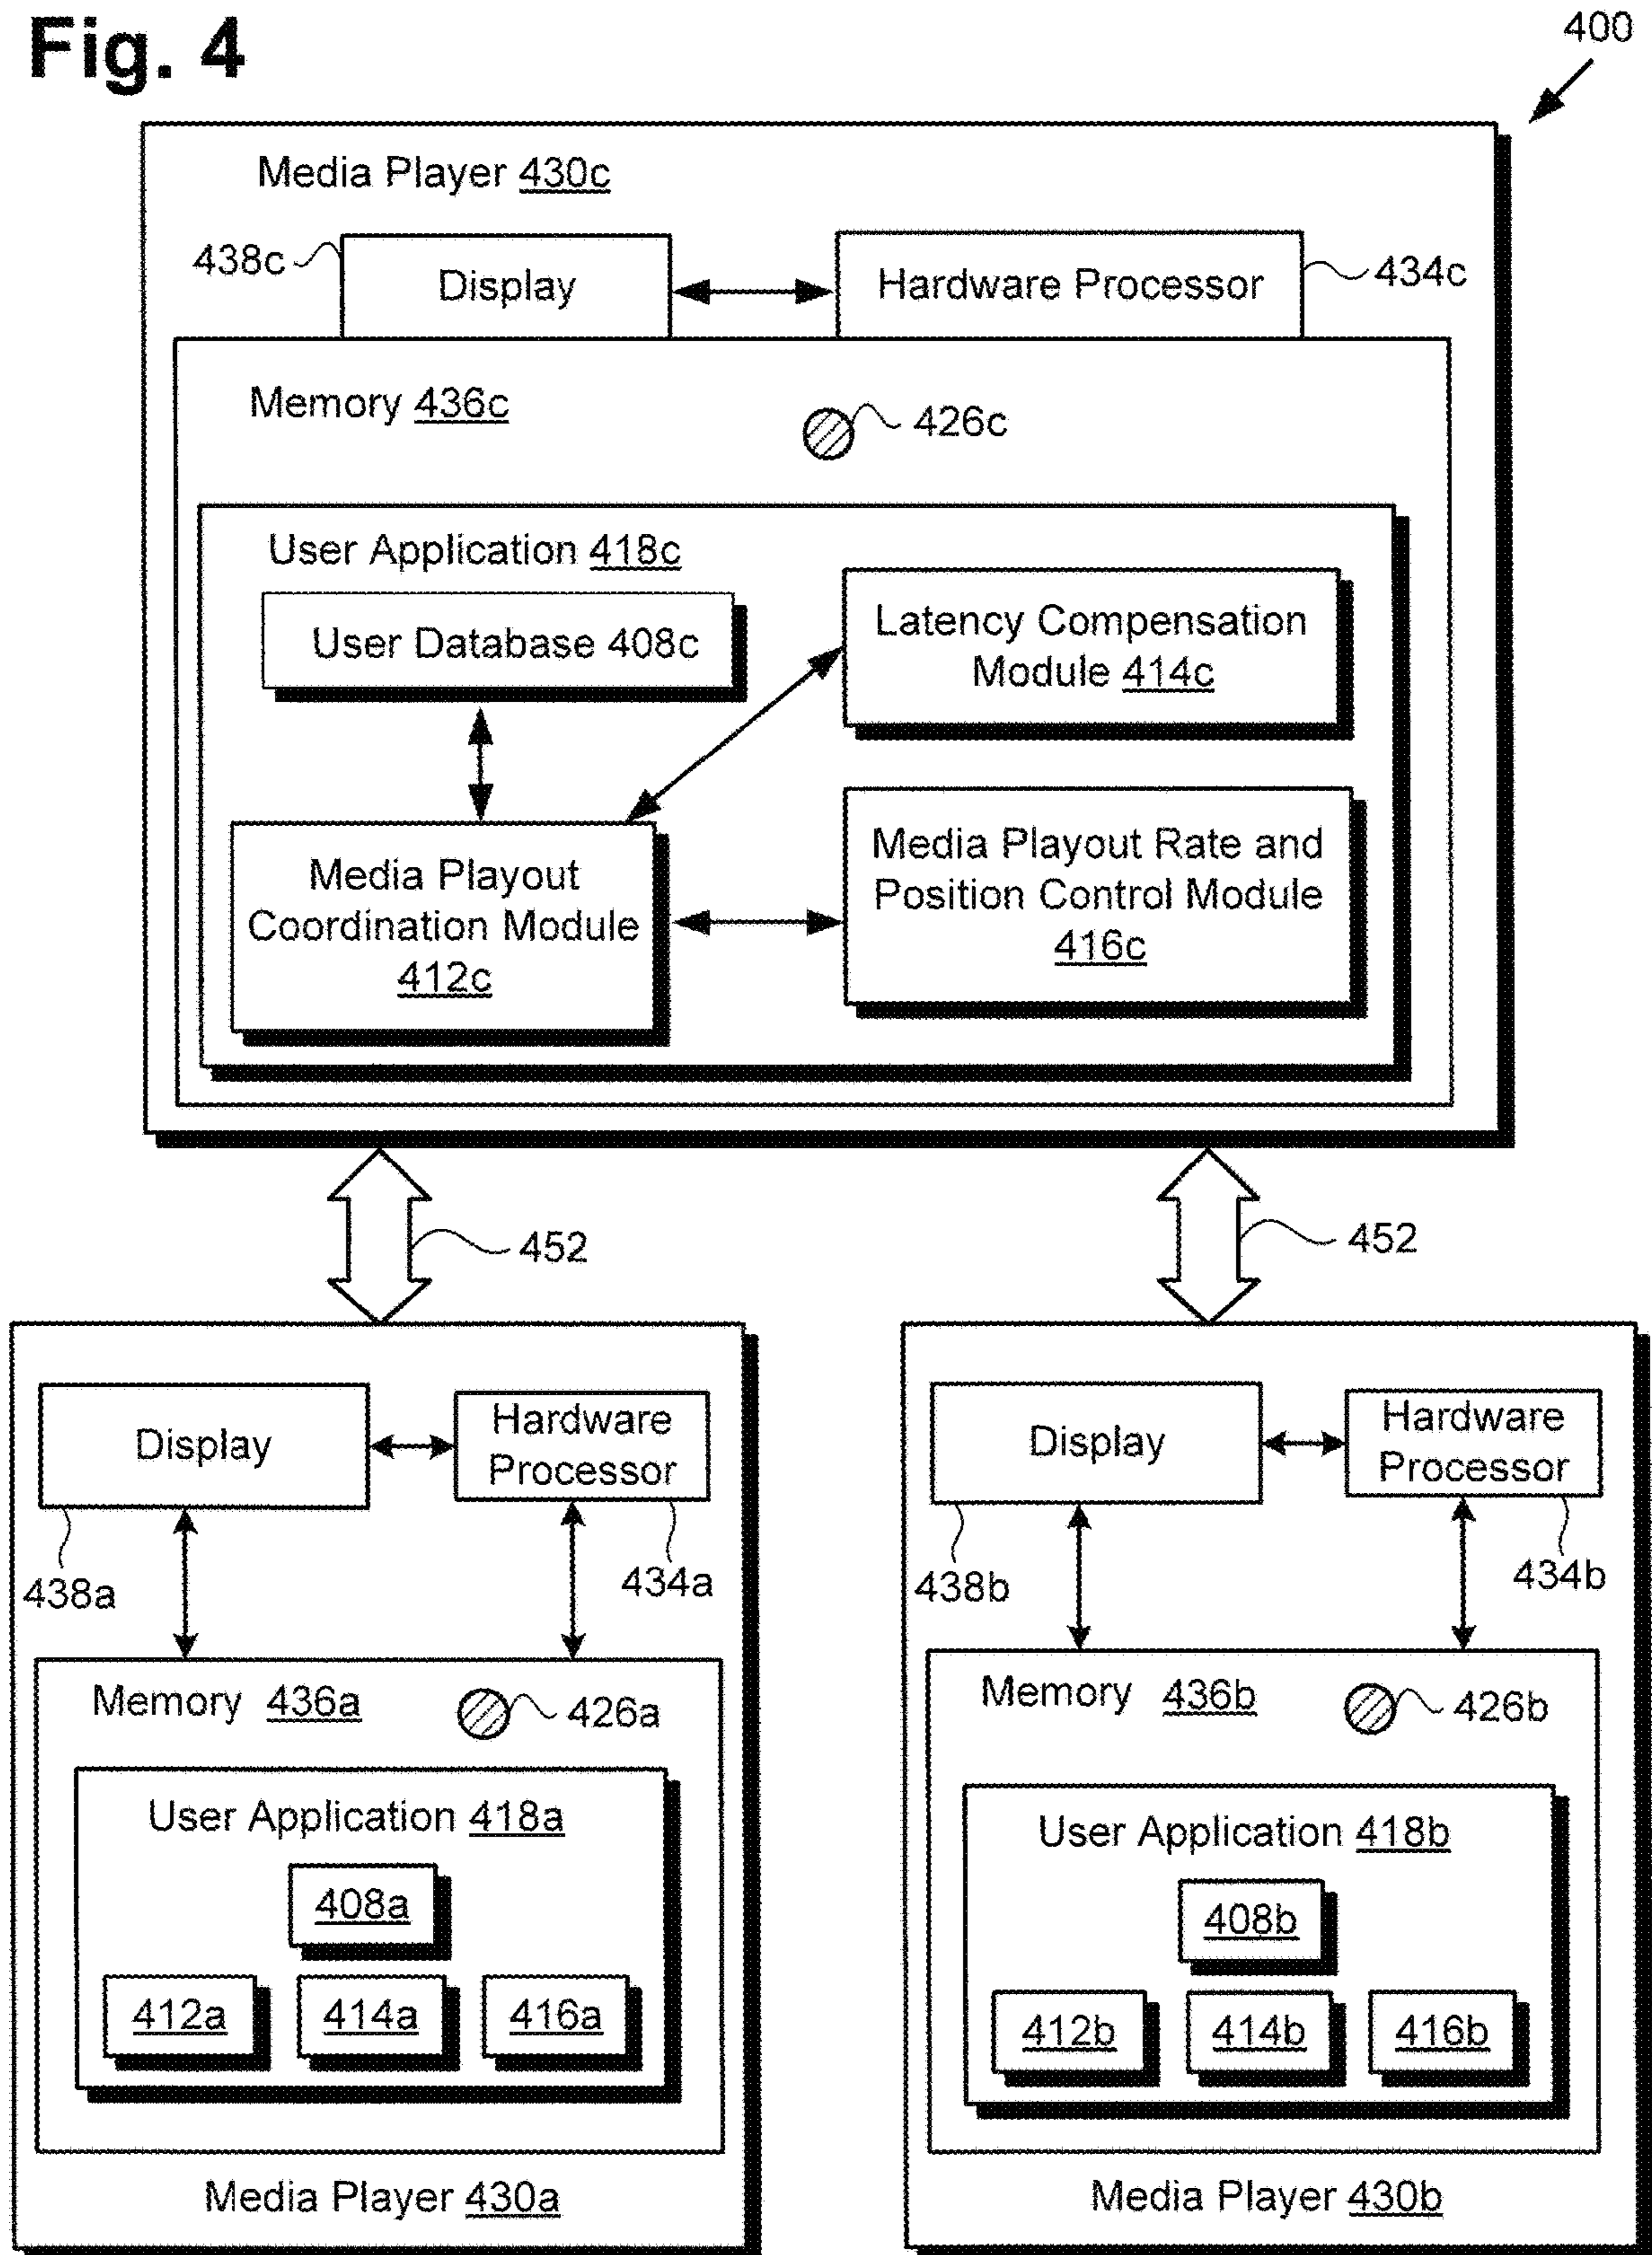 Fig. 4
400
Media Player 430c
438c
Display
Hardware Processor
434c
Memory 436c
426c
User Application 418c
User Database 408c
Latency Compensation
Module 414c
Media Playout
Coordination Module
412c
Media Playout Rate and
Position Control Module
416c
452
452
Display
Hardware
Processor
438a
434a
Memory 436a
426a
User Application 418a
408a
412a
414a
416a
Media Player 430a
Display
Hardware
Processor
438b
434b
Memory 436b
426b
User Application 418b
408b
412b
414b
416b
Media Player 430b